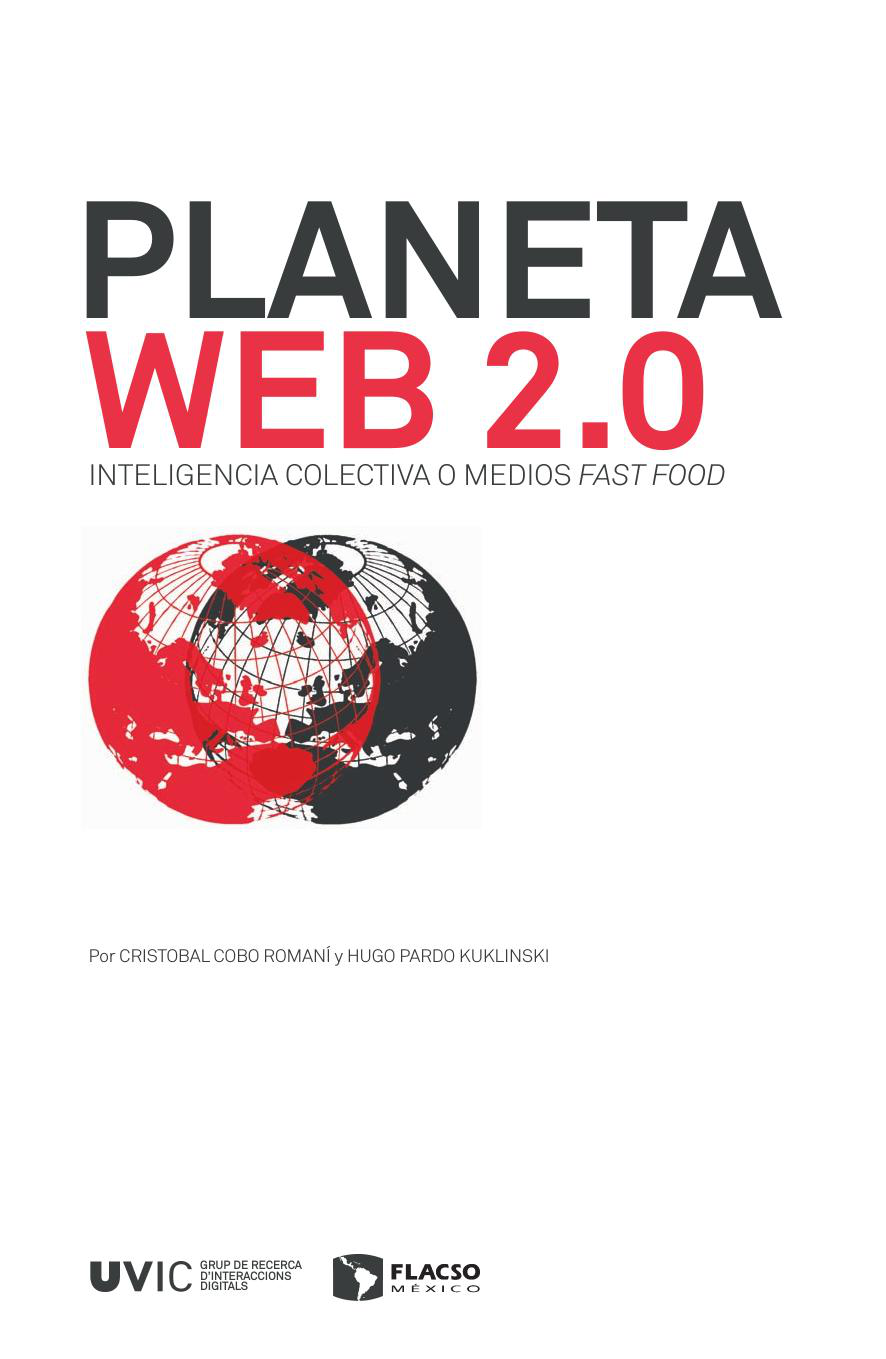 PLANETA
WEB 2.0
INTELIGENCIA COLECTIVA O MEDIOS FAST FOOD
Por CRISTOBAL COBO ROMANÍ y HUGO PARDO KUKLINSKI
UVIC
GRUP DE RECERCA
D'INTERACCIONS
DIGITALS
FLACSO
MÉXICO